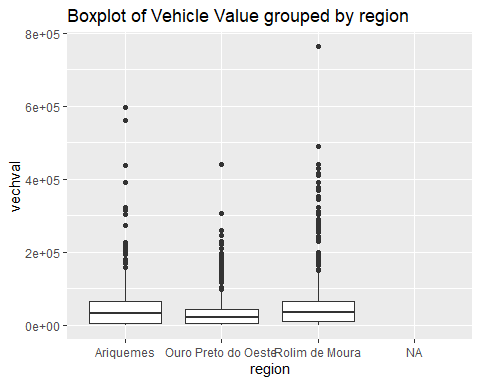 Boxplot of Vehicle Value grouped by region
8e+05
6e+05
4e+05
2e+05
0e+00
vechval
Ariquemes Ouro Preto do Oeste Rolim de Moura NA
region